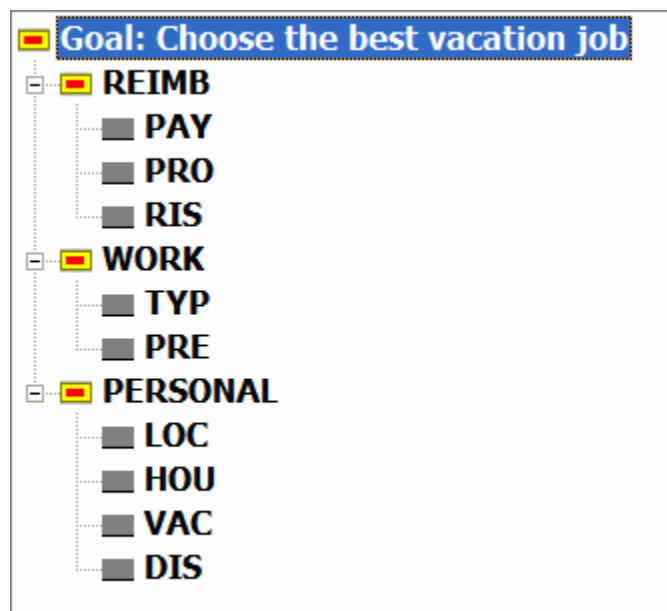 Goal: Choose the best vacation job
REIMB
PAY
PRO
RIS
WORK
TYP
PRE
PERSONAL
LOC
HOU
VAC
DIS